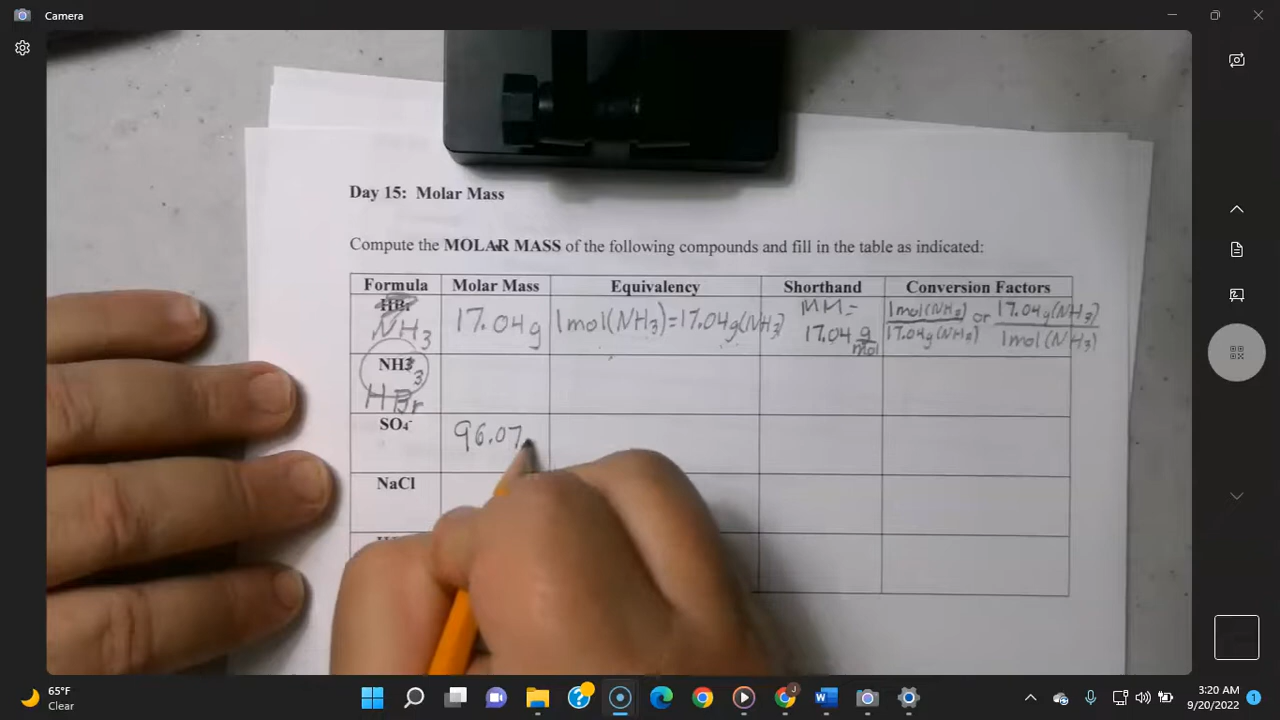 Camera
Day 15: Molar Mass
Compute the MOLAR MASS of the following compounds and fill in the table as indicated:
Formula Molar Mass Equivalency Shorthand Conversion Factors
HBr
NH3 17.04g 1mol(NH3)=17.04g(NH3) MM= 17.04 g/mol 1mol(NH3)/17.04g(NH3) or 17.04g(NH3)/1mol(NH3)
NH3 3
HBr
SO4- 96.07
NaCl
65°F
Clear
3:20 AM
9/20/2022
1